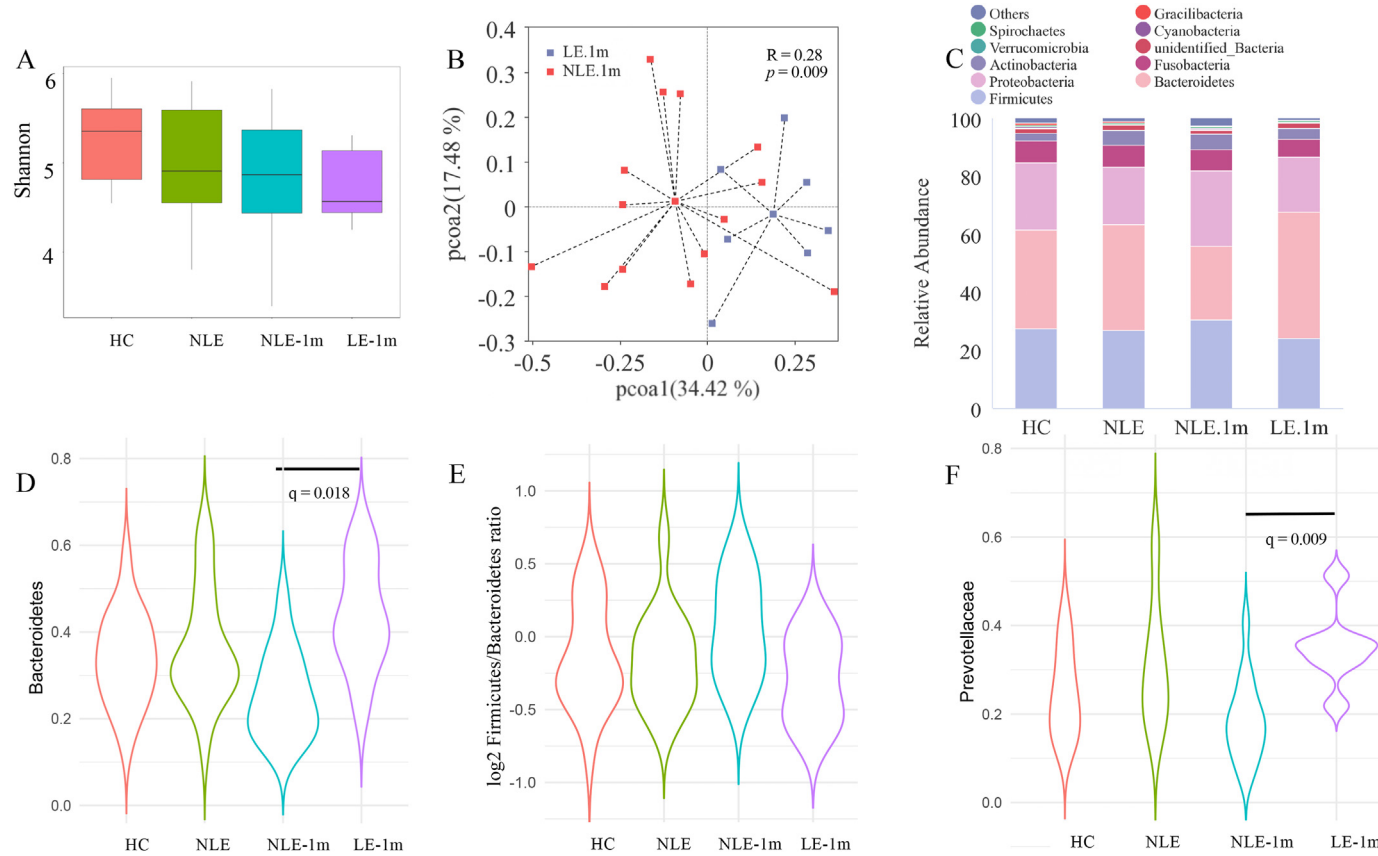 A
Shannon
6
5
4
HC NLE NLE-1m LE-1m
B
pcoa2(17.48 %)
0.4
0.3
0.2
0.1
0
-0.1
-0.2
-0.3
LE.1m
NLE.1m
R = 0.28
p = 0.009
-0.5 -0.25 0 0.25
pcoa1(34.42 %)
C
Others
Spirochaetes
Verrucomicrobia
Actinobacteria
Proteobacteria
Firmicutes
Gracilibacteria
Cyanobacteria
unidentified_Bacteria
Fusobacteria
Bacteroidetes
Relative Abundance
100
80
60
40
20
0
HC NLE NLE.1m LE.1m
D
Bacteroidetes
0.8
0.6
0.4
0.2
0.0
q = 0.018
HC NLE NLE-1m LE-1m
E
log2 Firmicutes/Bacteroidetes ratio
1.0
0.5
0.0
-0.5
-1.0
HC NLE NLE-1m LE-1m
F
Prevotellaceae
0.8
0.6
0.4
0.2
0.0
q = 0.009
HC NLE NLE-1m LE-1m